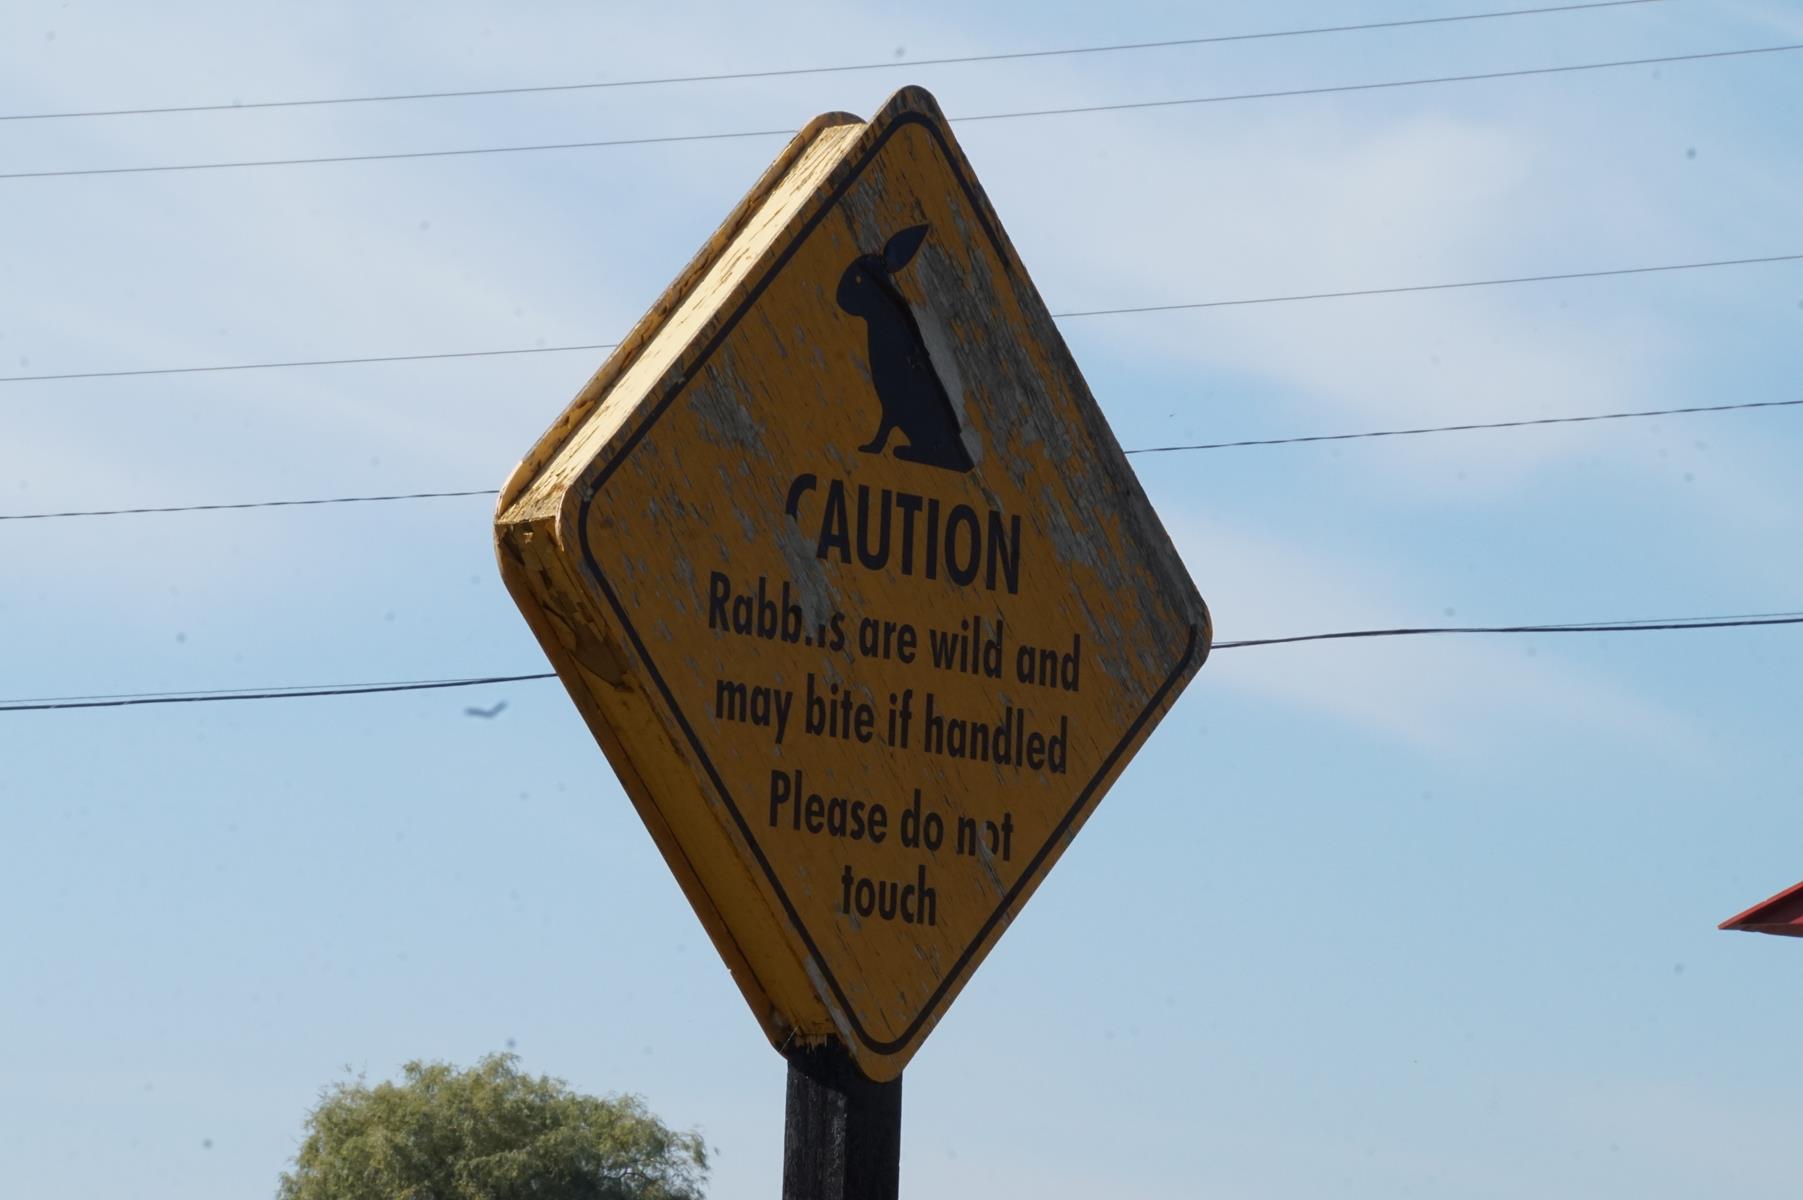 CAUTION
Rabbits are wild and
may bite if handled
Please do not
touch